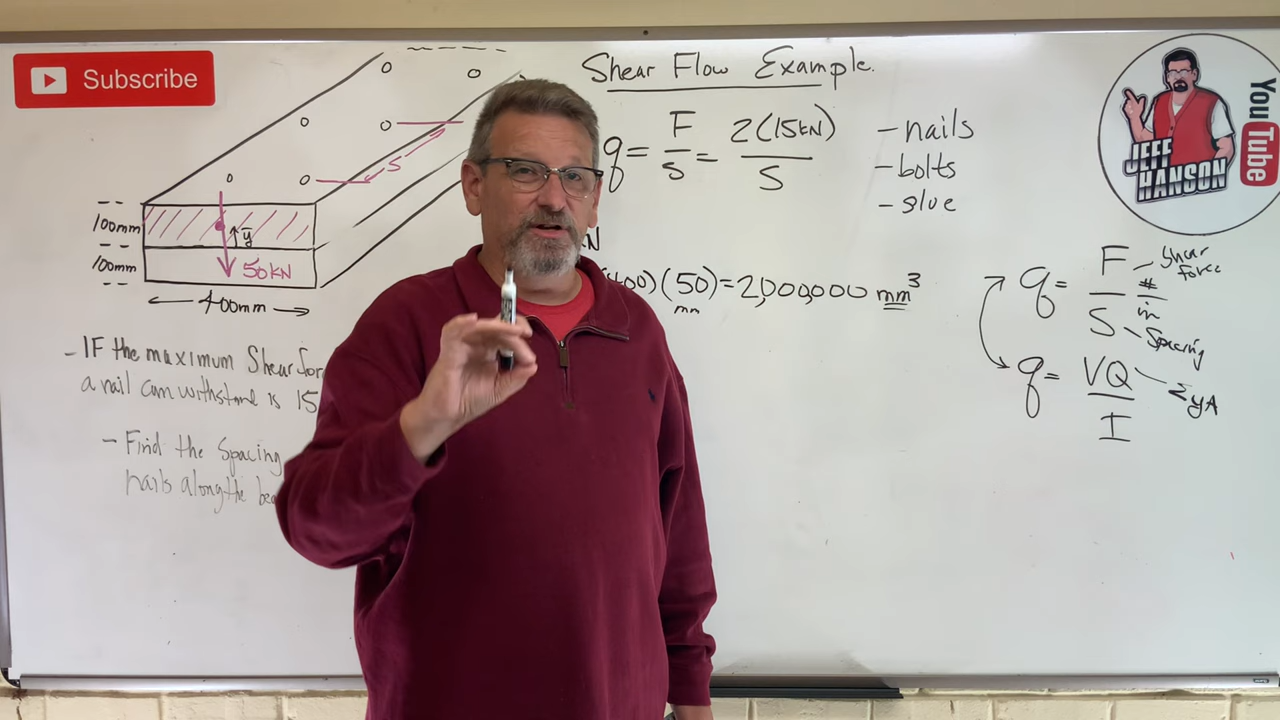 Subscribe
Shear Flow Example.
q = F/S = 2(15kN)/S
- nails
- bolts
- glue
S
100mm
100mm
ȳ
50kN
400mm
kN
400)(50) = 2,000,000 mm³
mm
- IF the maximum Shear for
a nail can withstand is 15
- Find the Spacing
nails along the bea
q = F/S
Shear force
#/in
Spacing
q = VQ/I
ΣyA
JEFF
HANSON
YouTube